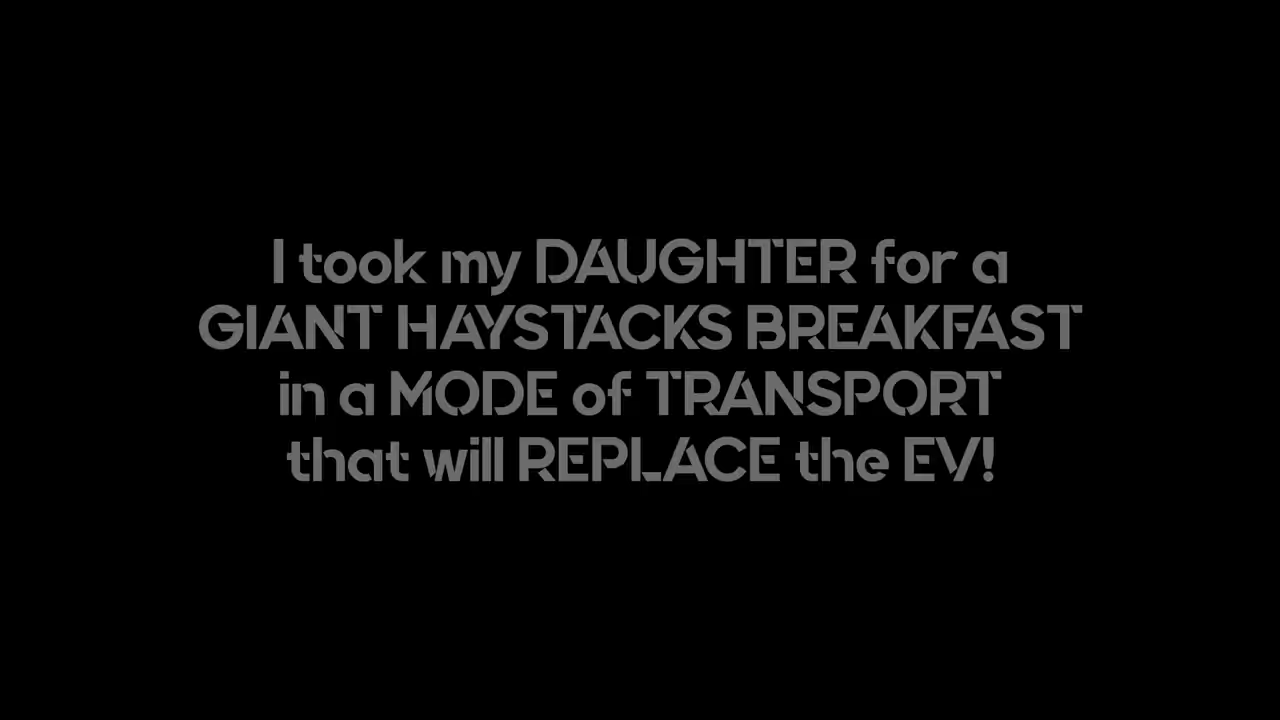 I took my DAUGHTER for a
GIANT HAYSTACKS BREAKFAST
in a MODE of TRANSPORT
that will REPLACE the EV!